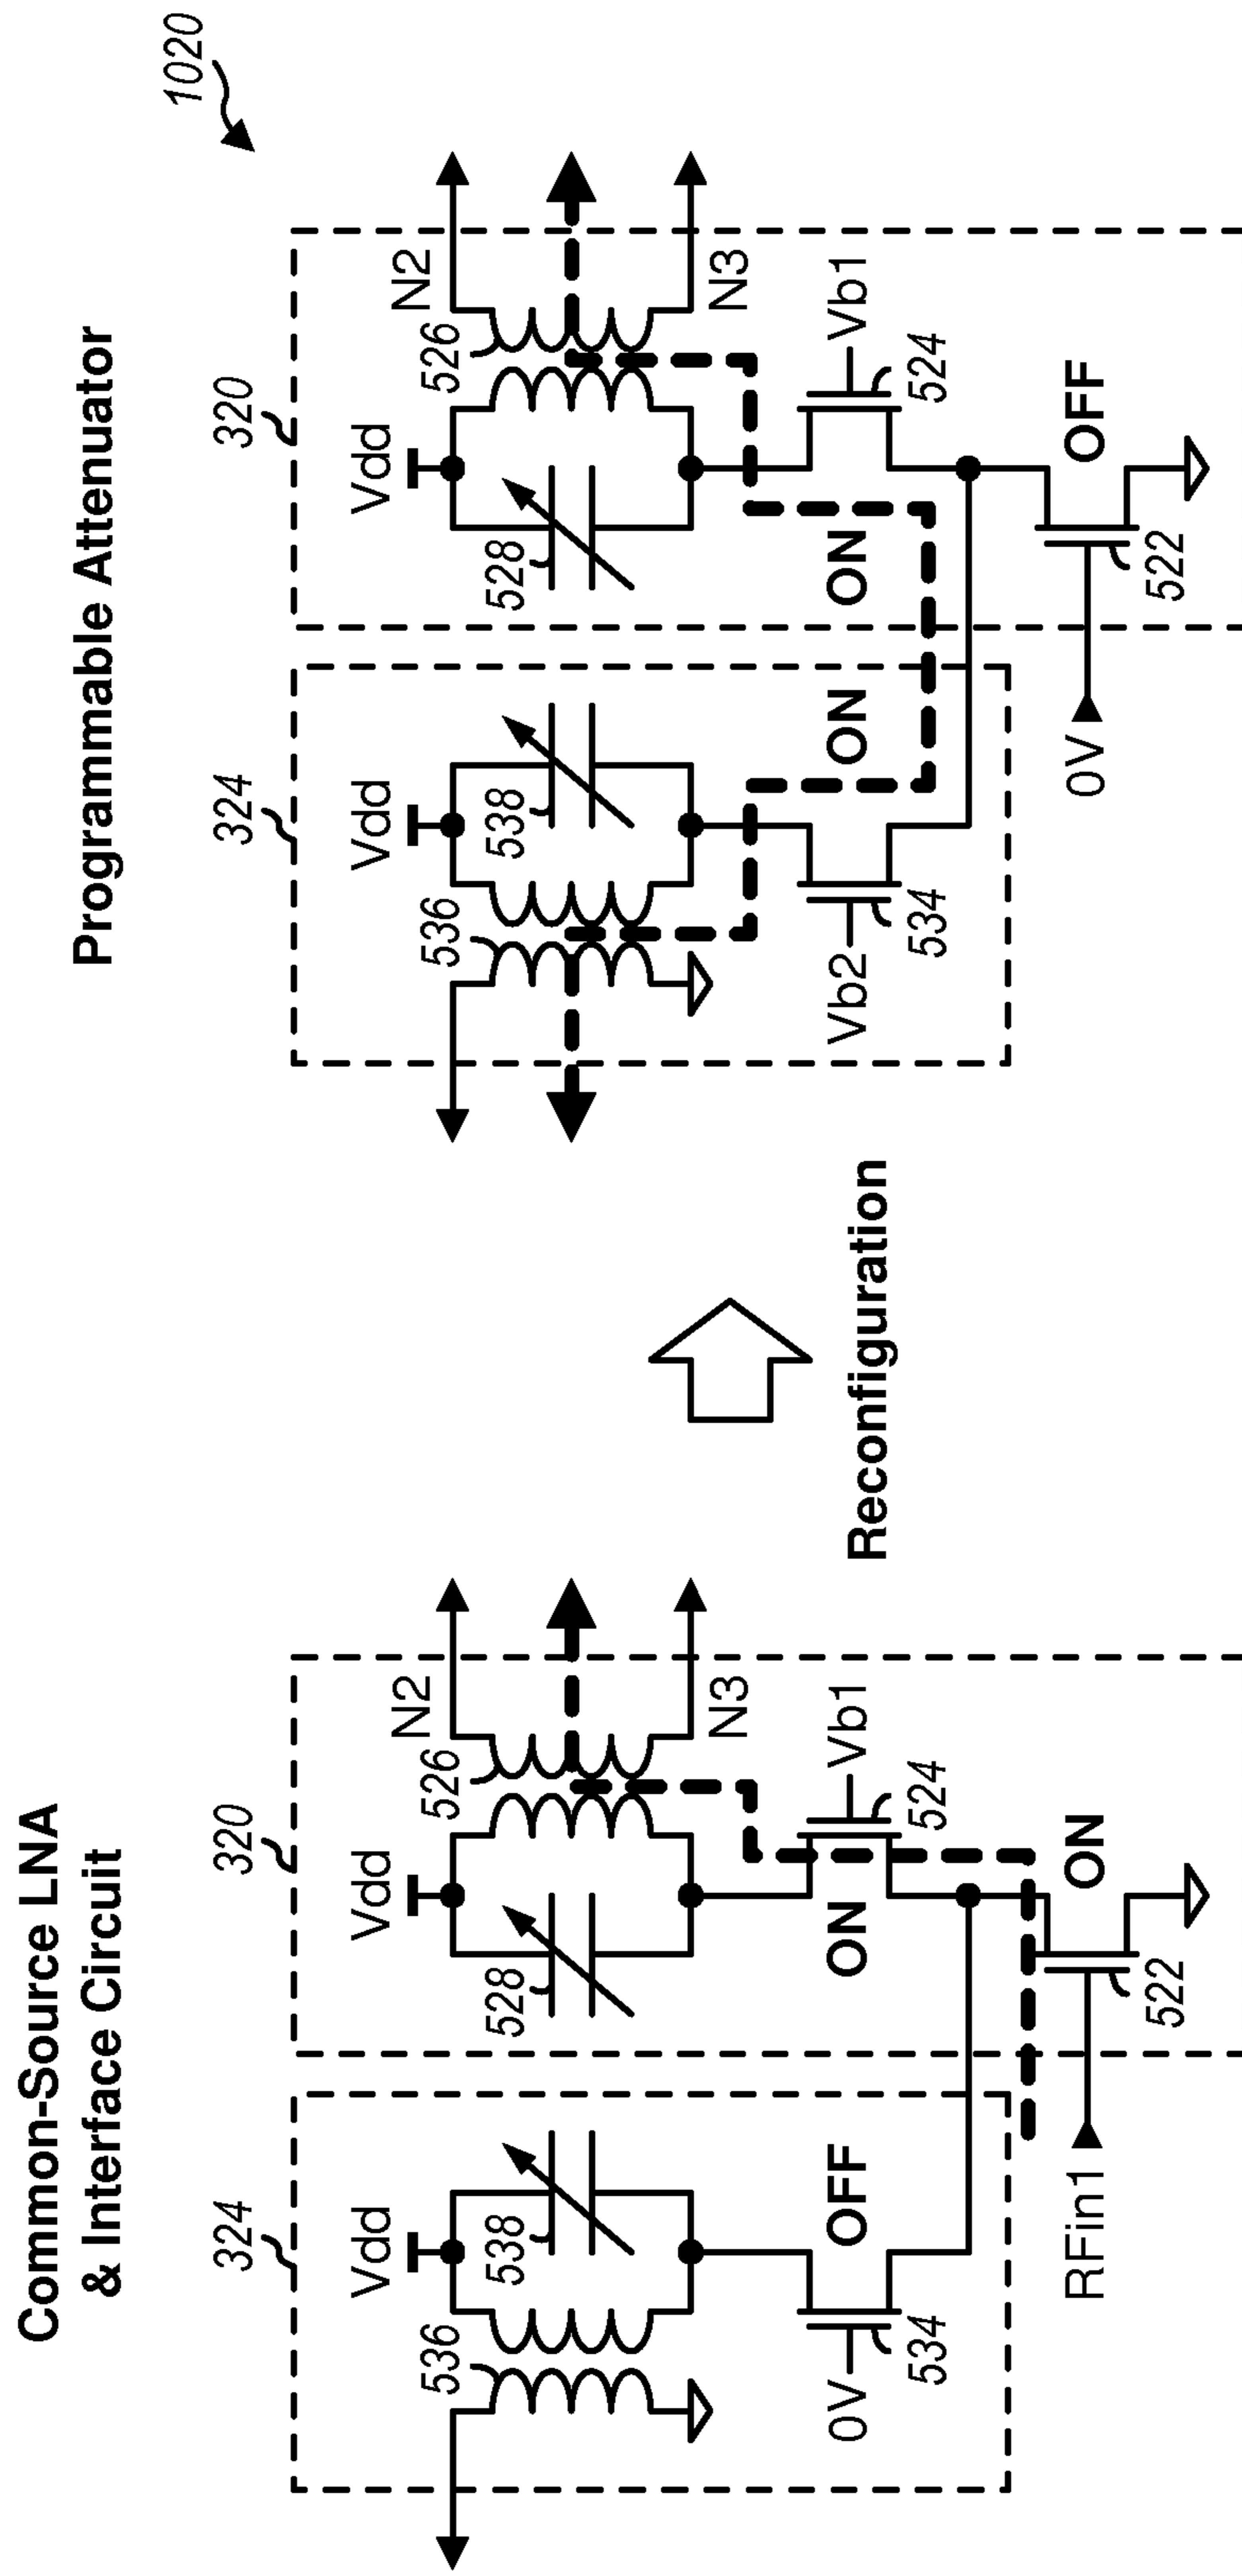 1020
Common-Source LNA
& Interface Circuit
324
320
Vdd
Vdd
536
538
528
526
N2
N3
OFF
ON
0V
534
524
Vb1
ON
RFin1
522
Reconfiguration
Programmable Attenuator
324
320
Vdd
Vdd
536
538
528
526
N2
N3
ON
ON
Vb2
534
524
Vb1
OFF
0V
522